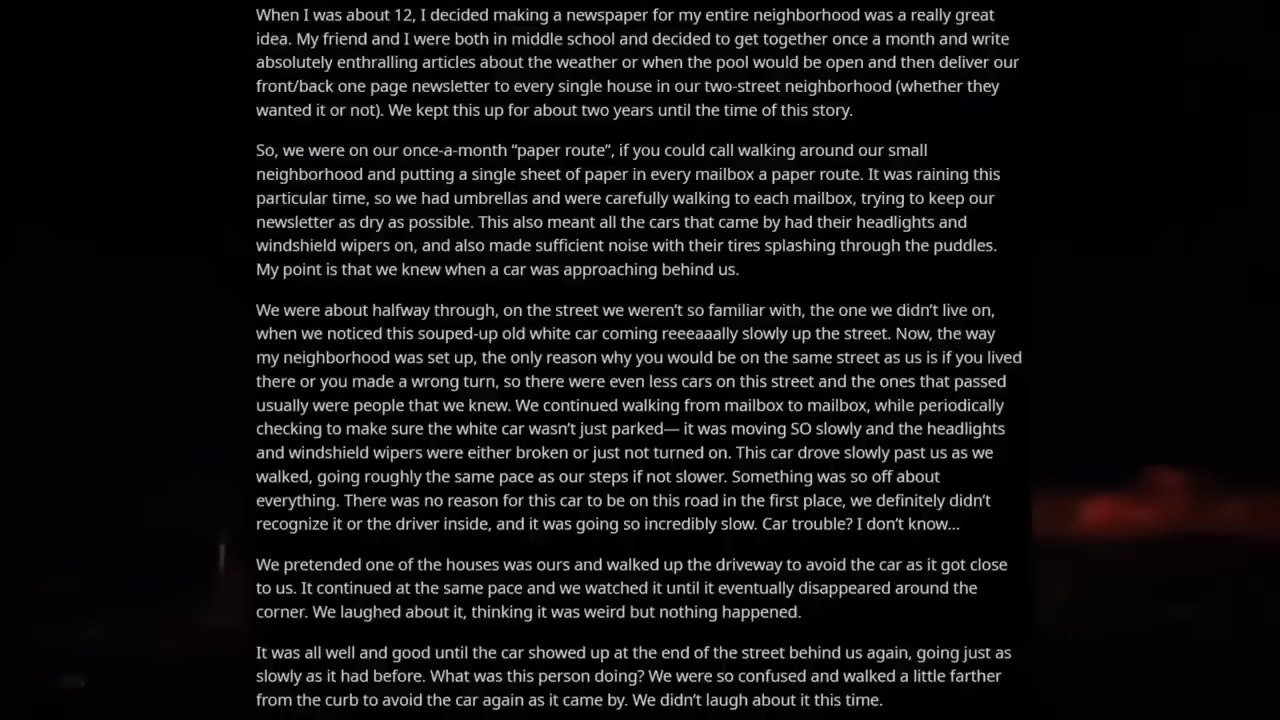 When I was about 12, I decided making a newspaper for my entire neighborhood was a really great
idea. My friend and I were both in middle school and decided to get together once a month and write
absolutely enthralling articles about the weather or when the pool would be open and then deliver our
front/back one page newsletter to every single house in our two-street neighborhood (whether they
wanted it or not). We kept this up for about two years until the time of this story.
So, we were on our once-a-month “paper route”, if you could call walking around our small
neighborhood and putting a single sheet of paper in every mailbox a paper route. It was raining this
particular time, so we had umbrellas and were carefully walking to each mailbox, trying to keep our
newsletter as dry as possible. This also meant all the cars that came by had their headlights and
windshield wipers on, and also made sufficient noise with their tires splashing through the puddles.
My point is that we knew when a car was approaching behind us.
We were about halfway through, on the street we weren’t so familiar with, the one we didn’t live on,
when we noticed this souped-up old white car coming reeeaaally slowly up the street. Now, the way
my neighborhood was set up, the only reason why you would be on the same street as us is if you lived
there or you made a wrong turn, so there were even less cars on this street and the ones that passed
usually were people that we knew. We continued walking from mailbox to mailbox, while periodically
checking to make sure the white car wasn’t just parked— it was moving SO slowly and the headlights
and windshield wipers were either broken or just not turned on. This car drove slowly past us as we
walked, going roughly the same pace as our steps if not slower. Something was so off about
everything. There was no reason for this car to be on this road in the first place, we definitely didn’t
recognize it or the driver inside, and it was going so incredibly slow. Car trouble? I don’t know…
We pretended one of the houses was ours and walked up the driveway to avoid the car as it got close
to us. It continued at the same pace and we watched it until it eventually disappeared around the
corner. We laughed about it, thinking it was weird but nothing happened.
It was all well and good until the car showed up at the end of the street behind us again, going just as
slowly as it had before. What was this person doing? We were so confused and walked a little farther
from the curb to avoid the car again as it came by. We didn’t laugh about it this time.